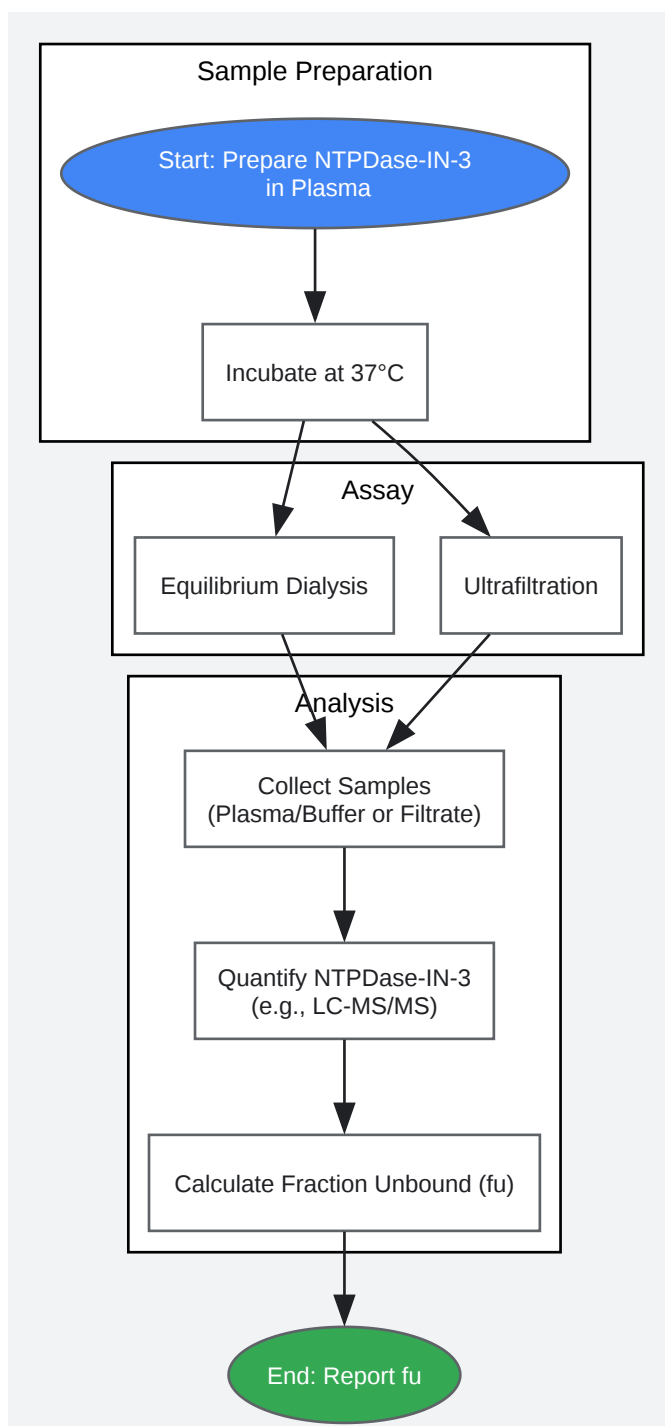 Sample Preparation
Start: Prepare NTPDase-IN-3
in Plasma
Incubate at 37°C
Assay
Equilibrium Dialysis
Ultrafiltration
Analysis
Collect Samples
(Plasma/Buffer or Filtrate)
Quantify NTPDase-IN-3
(e.g., LC-MS/MS)
Calculate Fraction Unbound (fu)
End: Report fu